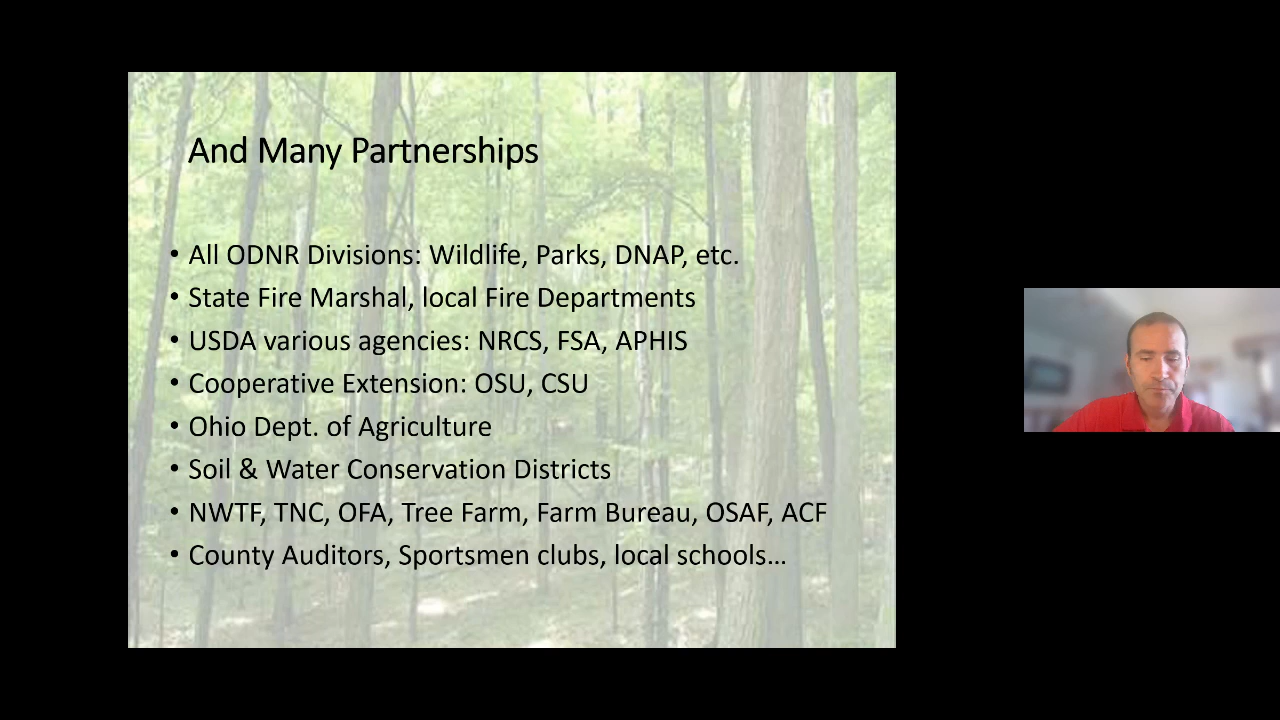 And Many Partnerships
• All ODNR Divisions: Wildlife, Parks, DNAP, etc.
• State Fire Marshal, local Fire Departments
• USDA various agencies: NRCS, FSA, APHIS
• Cooperative Extension: OSU, CSU
• Ohio Dept. of Agriculture
• Soil & Water Conservation Districts
• NWTF, TNC, OFA, Tree Farm, Farm Bureau, OSAF, ACF
• County Auditors, Sportsmen clubs, local schools…